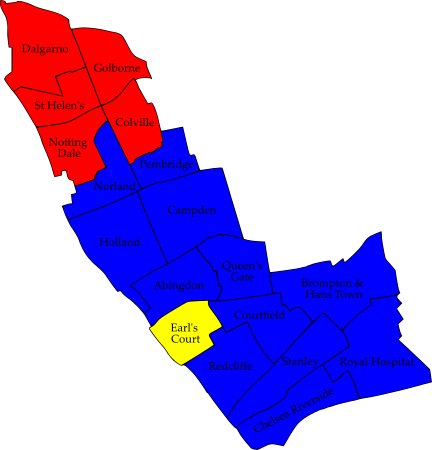 Dalgarno
Golborne
St Helen's
Colville
Notting
Dale
Pembridge
Norland
Campden
Holland
Queen's
Gate
Abingdon
Brompton &
Hans Town
Courtfield
Earl's
Court
Stanley
Royal Hospital
Redcliffe
Chelsea Riverside